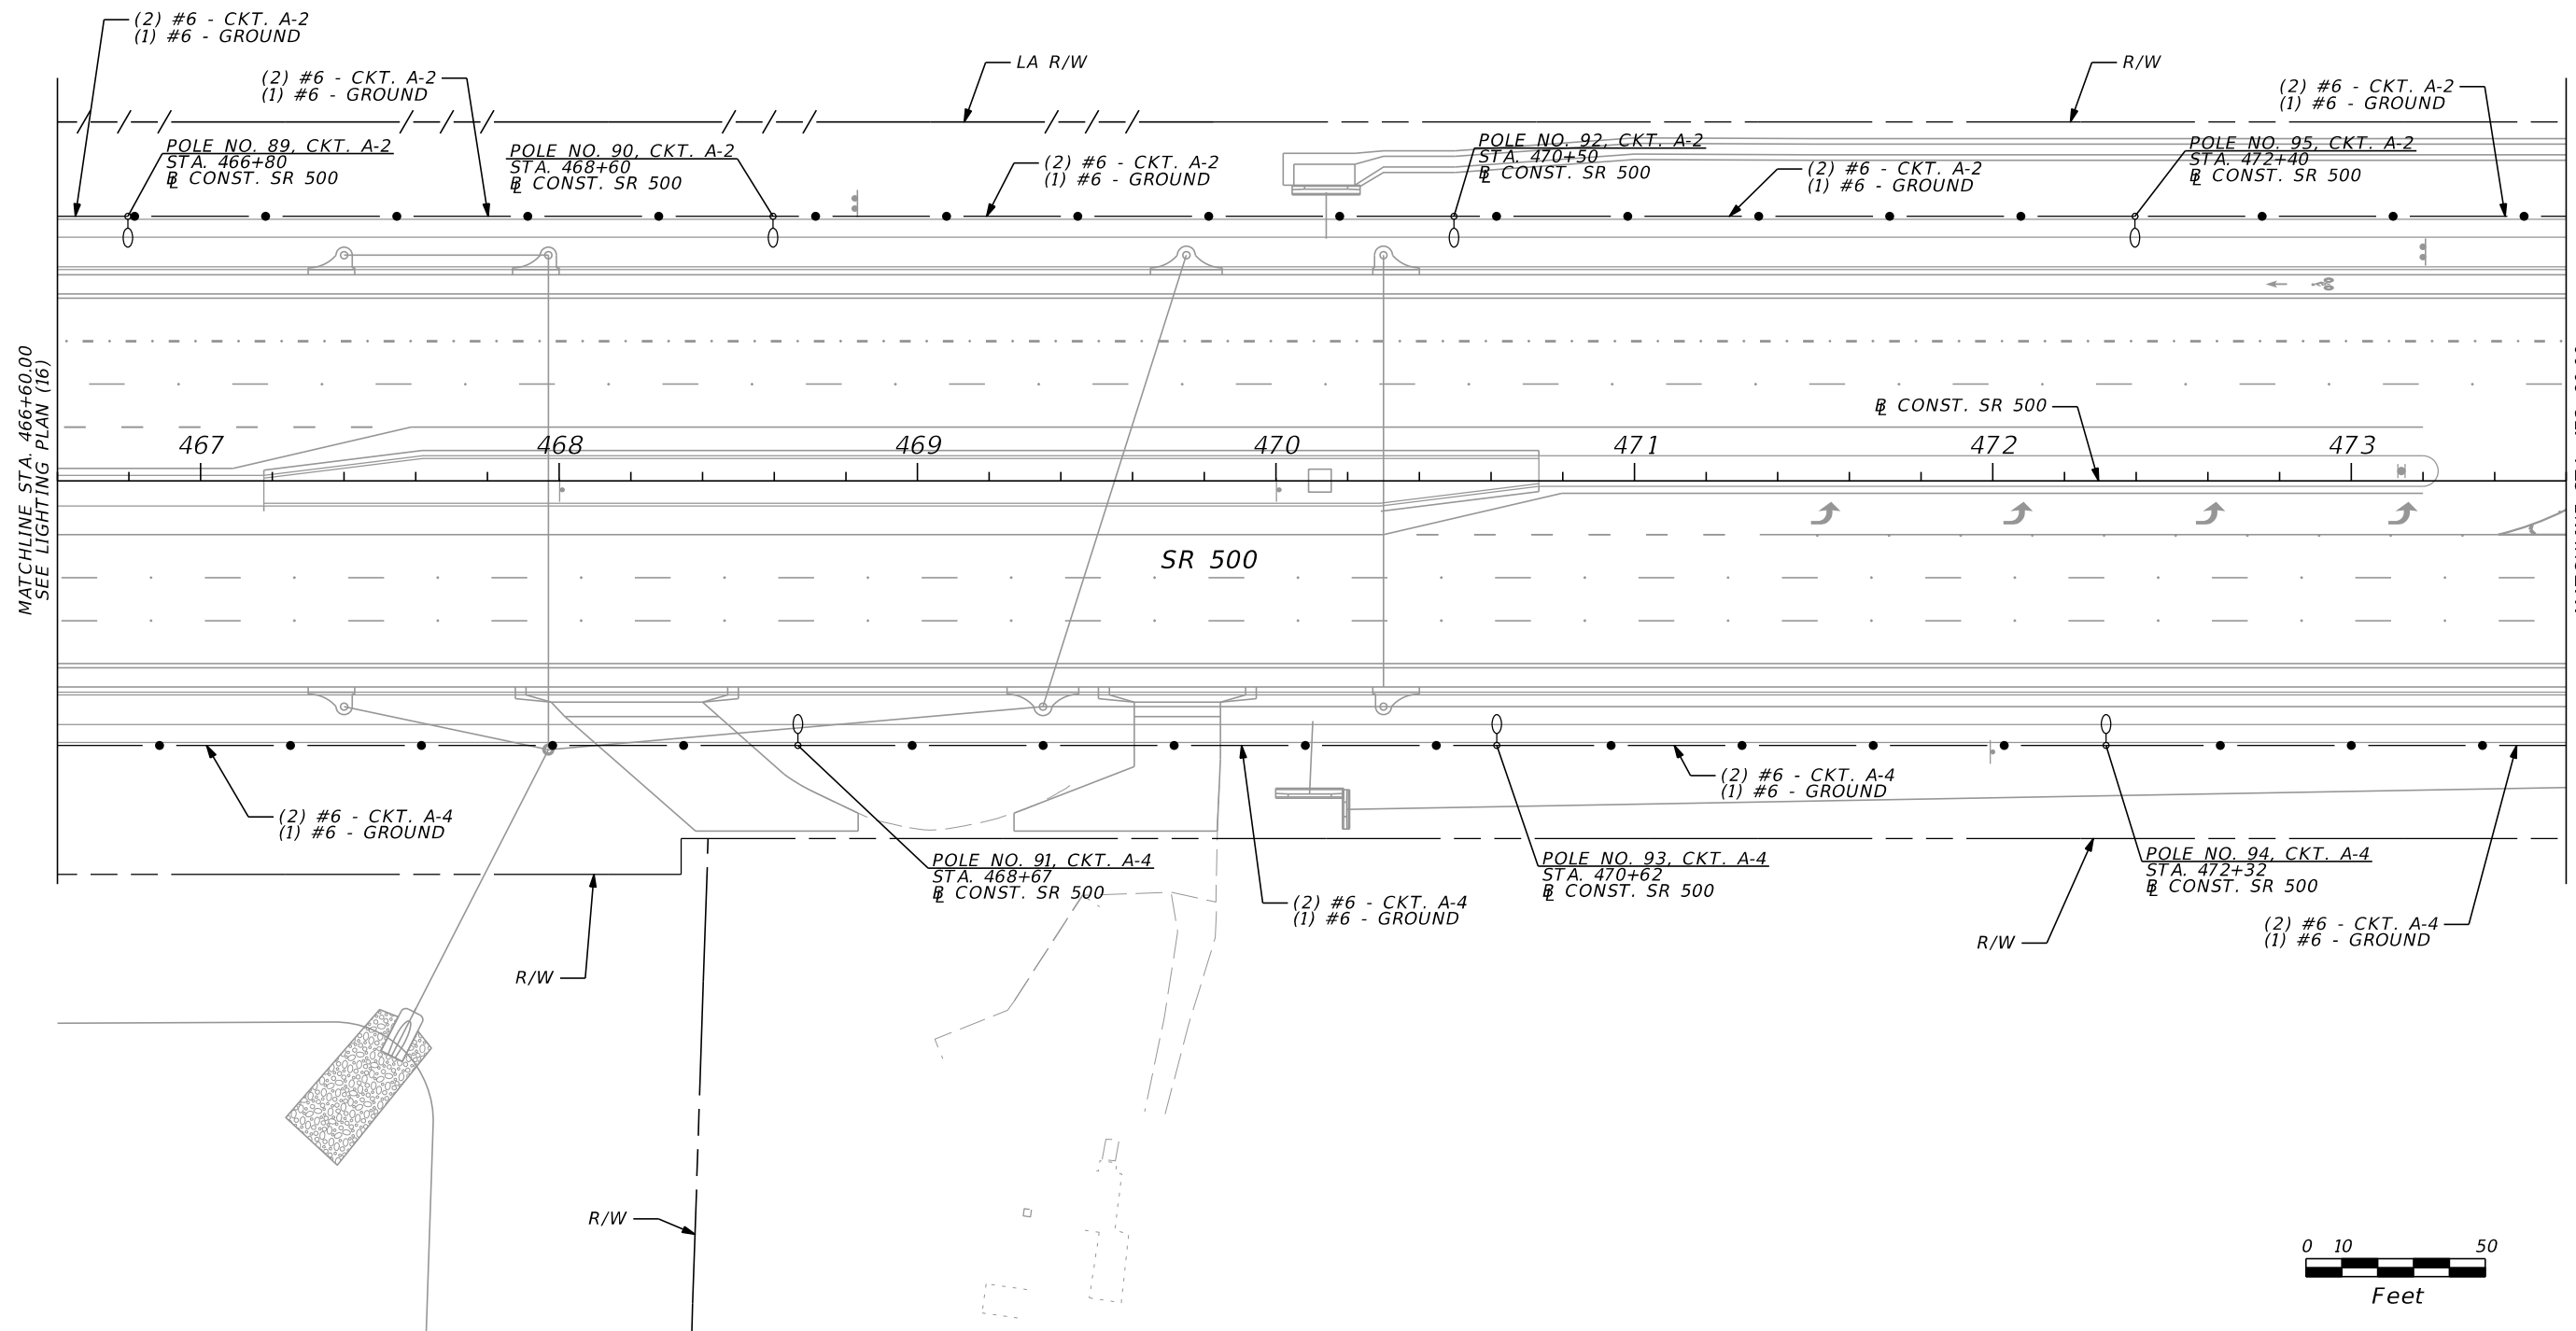 (2) #6 - CKT. A-2
(1) #6 - GROUND
(2) #6 - CKT. A-2
(1) #6 - GROUND
LA R/W
R/W
(2) #6 - CKT. A-2
(1) #6 - GROUND
POLE NO. 89, CKT. A-2
STA. 466+80
BL CONST. SR 500
POLE NO. 90, CKT. A-2
STA. 468+60
BL CONST. SR 500
(2) #6 - CKT. A-2
(1) #6 - GROUND
POLE NO. 92, CKT. A-2
STA. 470+50
BL CONST. SR 500
(2) #6 - CKT. A-2
(1) #6 - GROUND
POLE NO. 95, CKT. A-2
STA. 472+40
BL CONST. SR 500
MATCHLINE STA. 466+60.00
SEE LIGHTING PLAN (16)
BL CONST. SR 500
467 468 469 470 471 472 473
SR 500
(2) #6 - CKT. A-4
(1) #6 - GROUND
POLE NO. 91, CKT. A-4
STA. 468+67
BL CONST. SR 500
(2) #6 - CKT. A-4
(1) #6 - GROUND
POLE NO. 93, CKT. A-4
STA. 470+62
BL CONST. SR 500
(2) #6 - CKT. A-4
(1) #6 - GROUND
POLE NO. 94, CKT. A-4
STA. 472+32
BL CONST. SR 500
(2) #6 - CKT. A-4
(1) #6 - GROUND
R/W
R/W
R/W
0 10 50
Feet